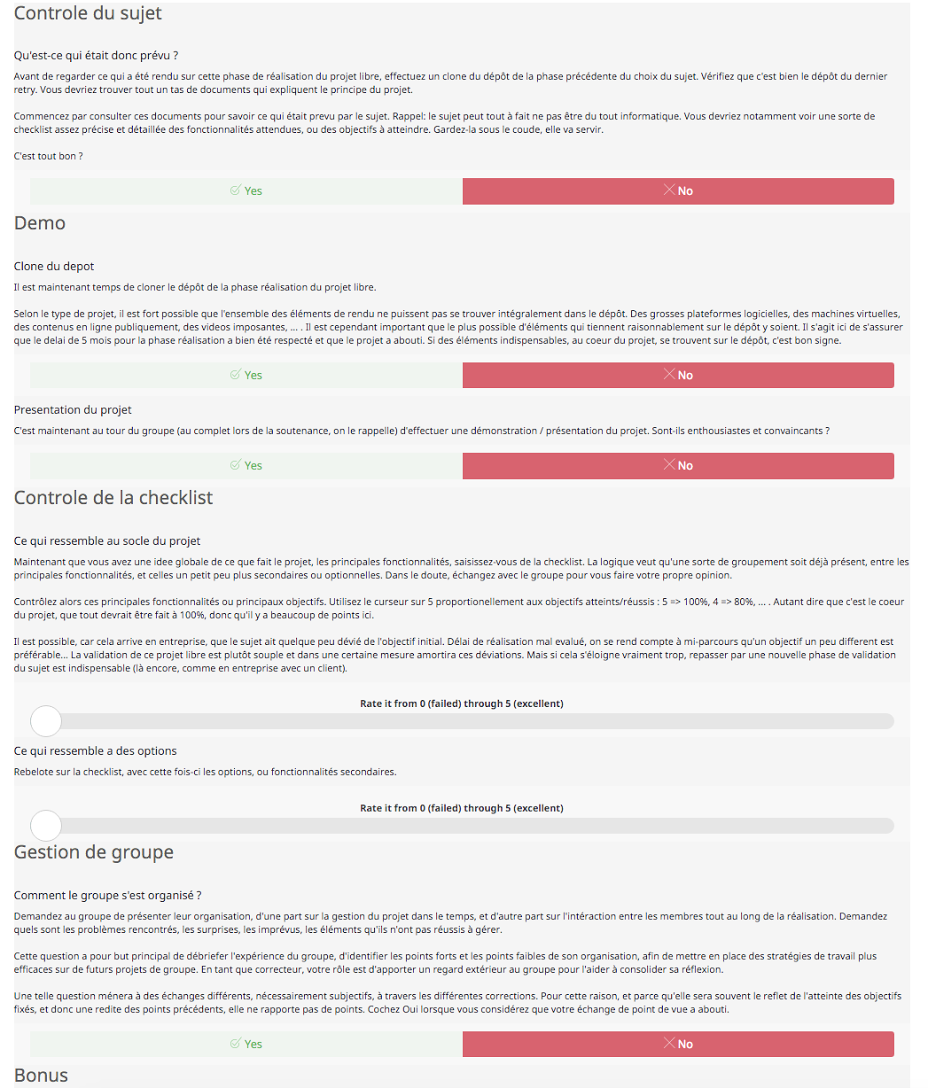 Controle du sujet
Qu'est-ce qui était donc prévu ?
Avant de regarder ce qui a été rendu sur cette phase de réalisation du projet libre, effectuez un clone du dépôt de la phase précédente du choix du sujet. Vérifiez que c'est bien le dépôt du dernier
retry. Vous devriez trouver tout un tas de documents qui expliquent le principe du projet.
Commencez par consulter ces documents pour savoir ce qui était prevu par le sujet. Rappel: le sujet peut tout à fait ne pas être du tout informatique. Vous devriez notamment voir une sorte de
checklist assez précise et détaillée des fonctionnalités attendues, ou des objectifs à atteindre. Gardez-la sous le coude, elle va servir.
C'est tout bon ?
Yes
No
Demo
Clone du depot
Il est maintenant temps de cloner le dépôt de la phase réalisation du projet libre.
Selon le type de projet, il est fort possible que l'ensemble des éléments de rendu ne puissent pas se trouver intégralement dans le dépôt. Des grosses plateformes logicielles, des machines virtuelles,
des contenus en ligne publiquement, des videos imposantes, ... . Il est cependant important que le plus possible d'éléments qui tiennent raisonnablement sur le dépôt y soient. Il s'agit ici de s'assurer
que le delai de 5 mois pour la phase réalisation a bien été respecté et que le projet a abouti. Si des éléments indispensables, au coeur du projet, se trouvent sur le dépôt, c'est bon signe.
Yes
No
Presentation du projet
C'est maintenant au tour du groupe (au complet lors de la soutenance, on le rappelle) d'effectuer une démonstration / présentation du projet. Sont-ils enthousiastes et convaincants ?
Yes
No
Controle de la checklist
Ce qui ressemble au socle du projet
Maintenant que vous avez une idee globale de ce que fait le projet, les principales fonctionnalités, saisissez-vous de la checklist. La logique veut qu'une sorte de groupement soit déjà présent, entre les
principales fonctionnalités, et celles un petit peu plus secondaires ou optionnelles. Dans le doute, échangez avec le groupe pour vous faire votre propre opinion.
Contrôlez alors ces principales fonctionnalités ou principaux objectifs. Utilisez le curseur sur 5 proportionellement aux objectifs atteints/réussis : 5 => 100%, 4 => 80%, ... . Autant dire que c'est le coeur
du projet, que tout devrait être fait à 100%, donc qu'il y a beaucoup de points ici.
Il est possible, car cela arrive en entreprise, que le sujet ait quelque peu dévié de l'objectif initial. Délai de réalisation mal evalué, on se rend compte à mi-parcours qu'un objectif un peu different est
préférable... La validation de ce projet libre est plutôt souple et dans une certaine mesure amortira ces déviations. Mais si cela s'éloigne vraiment trop, repasser par une nouvelle phase de validation
du sujet est indispensable (là encore, comme en entreprise avec un client).
Rate it from 0 (failed) through 5 (excellent)
Ce qui ressemble a des options
Rebelote sur la checklist, avec cette fois-ci les options, ou fonctionnalités secondaires.
Rate it from 0 (failed) through 5 (excellent)
Gestion de groupe
Comment le groupe s'est organisé ?
Demandez au groupe de présenter leur organisation, d'une part sur la gestion du projet dans le temps, et d'autre part sur l'intéraction entre les membres tout au long de la réalisation. Demandez
quels sont les problèmes rencontrés, les surprises, les imprévus, les éléments qu'ils n'ont pas réussis à gérer.
Cette question a pour but principal de débriefer l'expérience du groupe, d'identifier les points forts et les points faibles de son organisation, afin de mettre en place des stratégies de travail plus
efficaces sur de futurs projets de groupe. En tant que correcteur, votre rôle est d'apporter un regard extérieur au groupe pour l'aider à consolider sa réflexion.
Une telle question ménera à des échanges différents, nécessairement subjectifs, à travers les différentes corrections. Pour cette raison, et parce qu'elle sera souvent le reflet de l'atteinte des objectifs
fixés, et donc une redite des points précédents, elle ne rapporte pas de points. Cochez Oui lorsque vous considérez que votre échange de point de vue a abouti.
Yes
No
Bonus